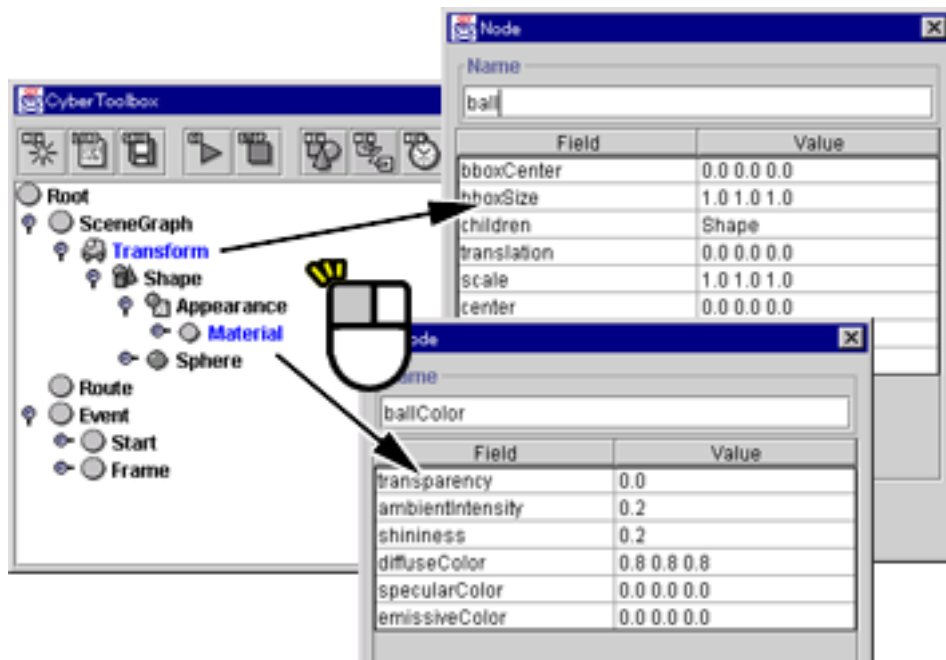 Node
Name
ball
Field Value
bboxCenter 0.0 0.0 0.0
bboxSize 1.0 1.0 1.0
children Shape
translation 0.0 0.0 0.0
scale 1.0 1.0 1.0
center 0.0 0.0 0.0
CyberToolbox
Root
SceneGraph
Transform
Shape
Appearance
Material
Sphere
Route
Event
Start
Frame
ode
ame
ballColor
Field Value
transparency 0.0
ambientIntensity 0.2
shininess 0.2
diffuseColor 0.8 0.8 0.8
specularColor 0.0 0.0 0.0
emissiveColor 0.0 0.0 0.0